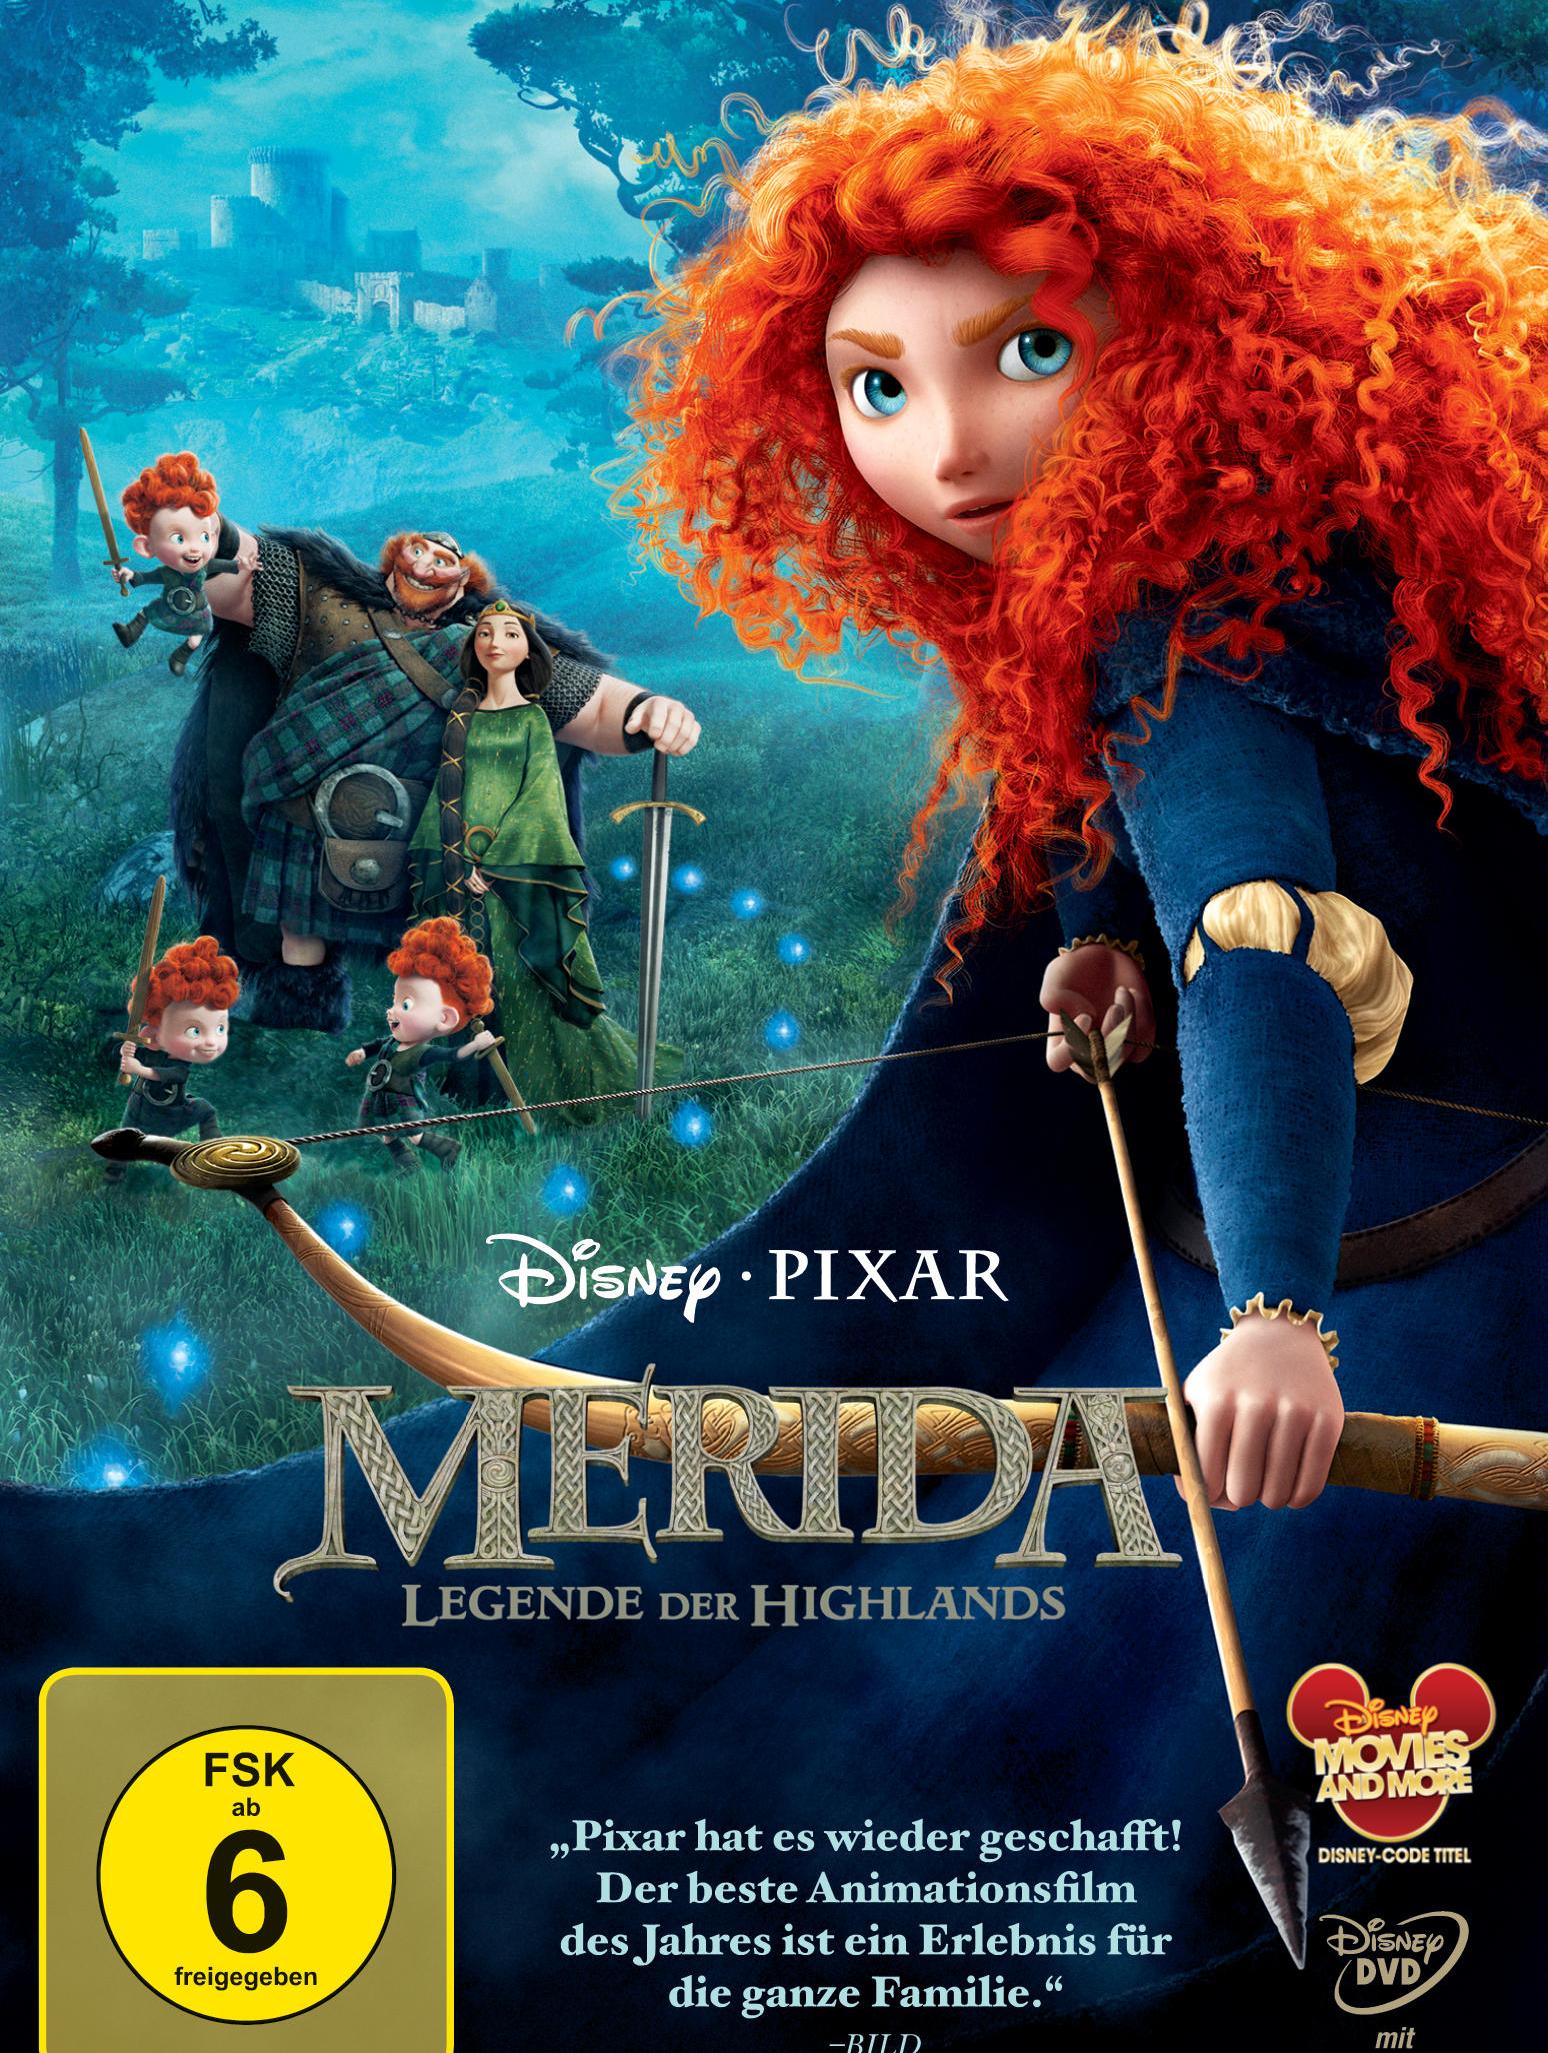 Disney · PIXAR
MERIDA
LEGENDE DER HIGHLANDS
FSK
ab
6
freigegeben
„Pixar hat es wieder geschafft!
Der beste Animationsfilm
des Jahres ist ein Erlebnis für
die ganze Familie.“
–BILD
Disney
MOVIES
AND MORE
DISNEY-CODE TITEL
Disney
DVD
mit